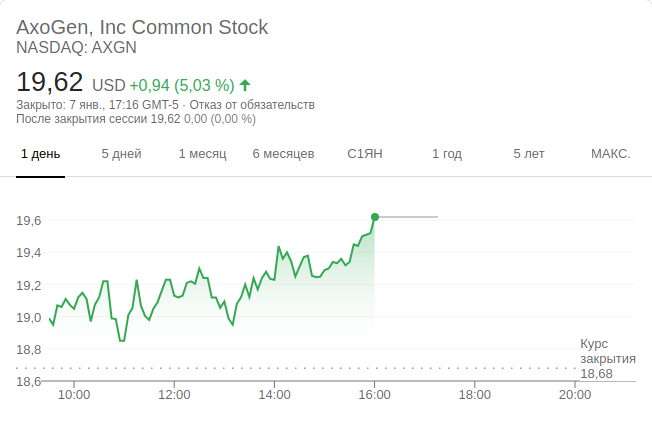 AxoGen, Inc Common Stock
NASDAQ: AXGN
19,62 USD +0,94 (5,03 %)
Закрыто: 7 янв., 17:16 GMT-5 · Отказ от обязательств
После закрытия сессии 19,62 0,00 (0,00 %)
1 день 5 дней 1 месяц 6 месяцев С1ЯН 1 год 5 лет МАКС.
19,6
19,4
19,2
19,0
18,8
18,6
Курс
закрытия
18,68
10:00 12:00 14:00 16:00 18:00 20:00